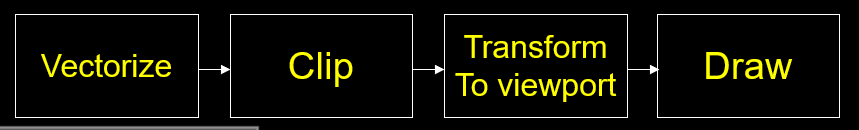 Vectorize
Clip
Transform
To viewport
Draw